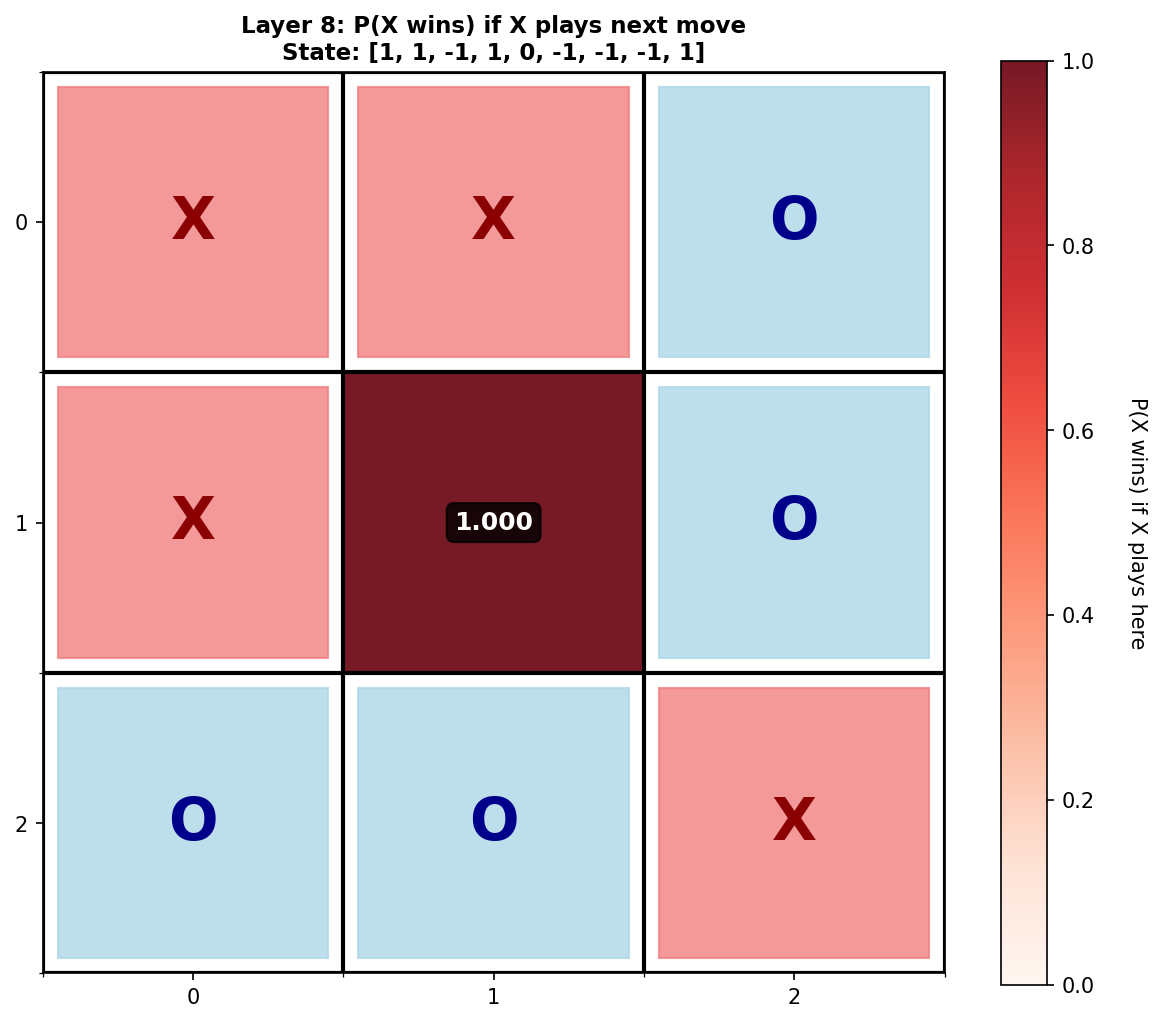 Layer 8: P(X wins) if X plays next move
State: [1, 1, -1, 1, 0, -1, -1, -1, 1]
X X O
X 1.000 O
O O X
0
1
2
0 1 2
1.0
0.8
0.6
0.4
0.2
0.0
P(X wins) if X plays here